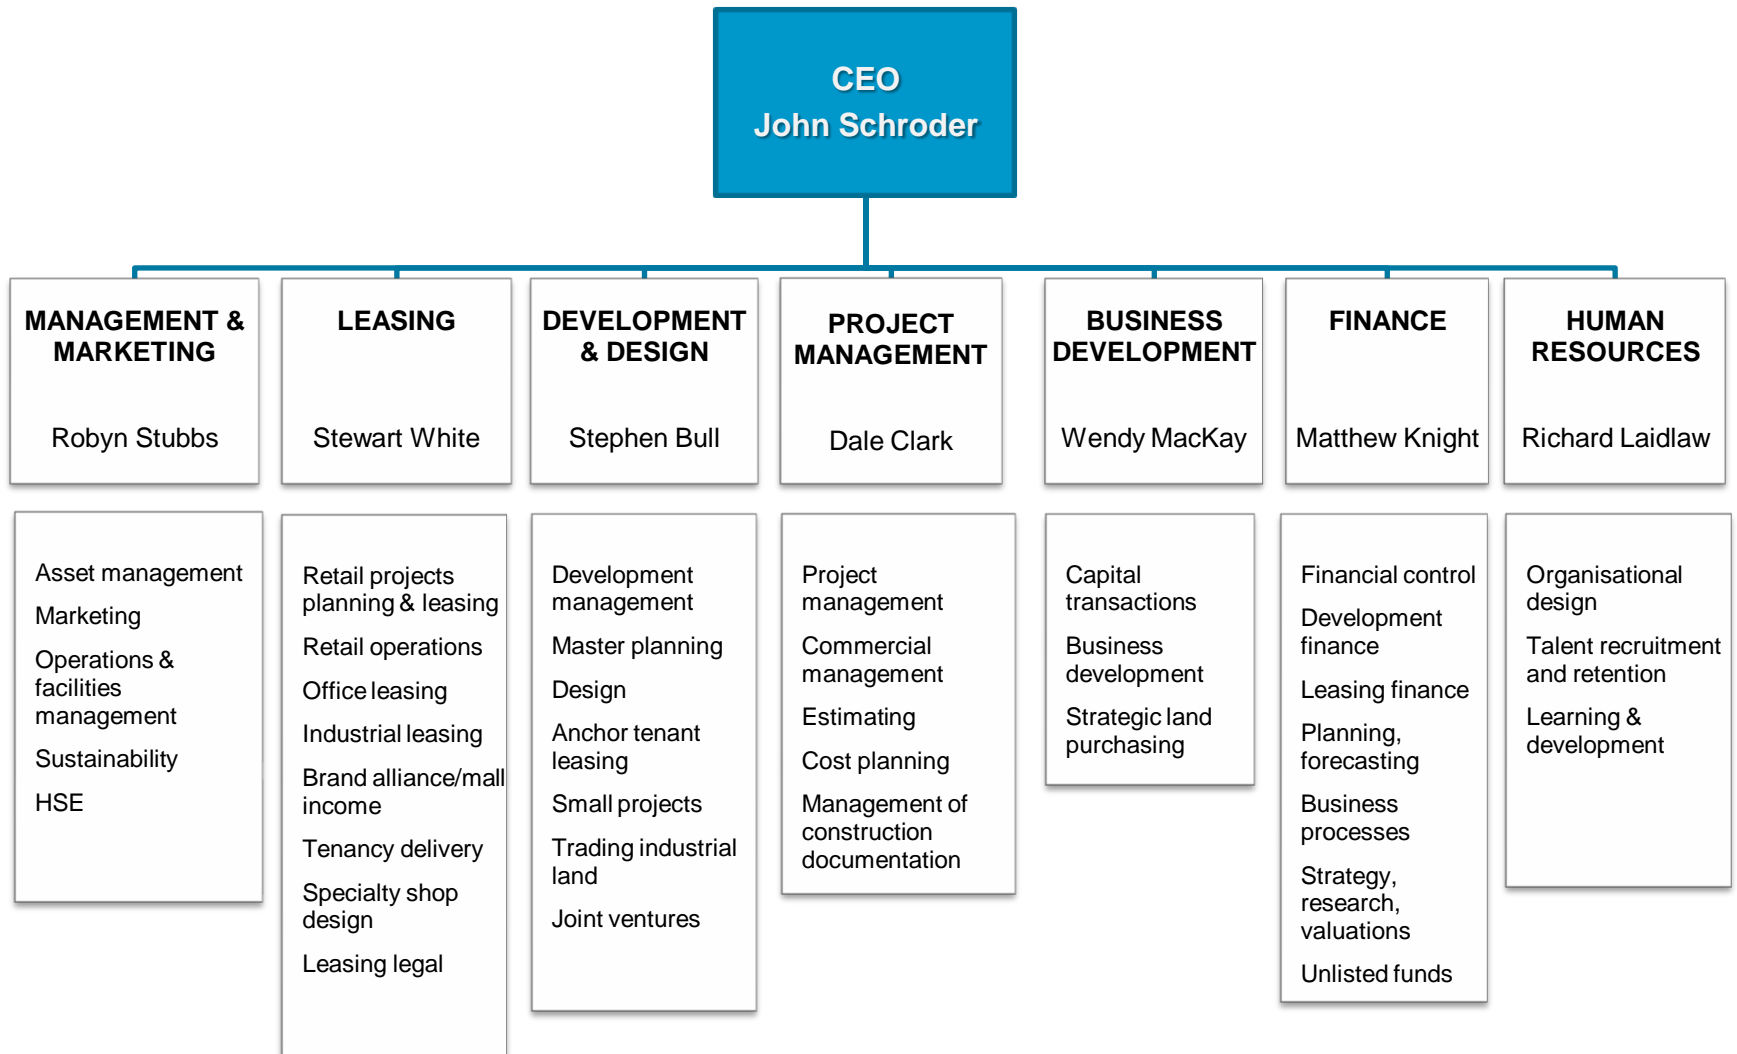 CEO
John Schroder
MANAGEMENT &
MARKETING
Robyn Stubbs
LEASING
Stewart White
DEVELOPMENT
& DESIGN
Stephen Bull
PROJECT
MANAGEMENT
Dale Clark
BUSINESS
DEVELOPMENT
Wendy MacKay
FINANCE
Matthew Knight
HUMAN
RESOURCES
Richard Laidlaw
Asset management
Marketing
Operations &
facilities
management
Sustainability
HSE
Retail projects
planning & leasing
Retail operations
Office leasing
Industrial leasing
Brand alliance/mall
income
Tenancy delivery
Specialty shop
design
Leasing legal
Development
management
Master planning
Design
Anchor tenant
leasing
Small projects
Trading industrial
land
Joint ventures
Project
management
Commercial
management
Estimating
Cost planning
Management of
construction
documentation
Capital
transactions
Business
development
Strategic land
purchasing
Financial control
Development
finance
Leasing finance
Planning,
forecasting
Business
processes
Strategy,
research,
valuations
Unlisted funds
Organisational
design
Talent recruitment
and retention
Learning &
development